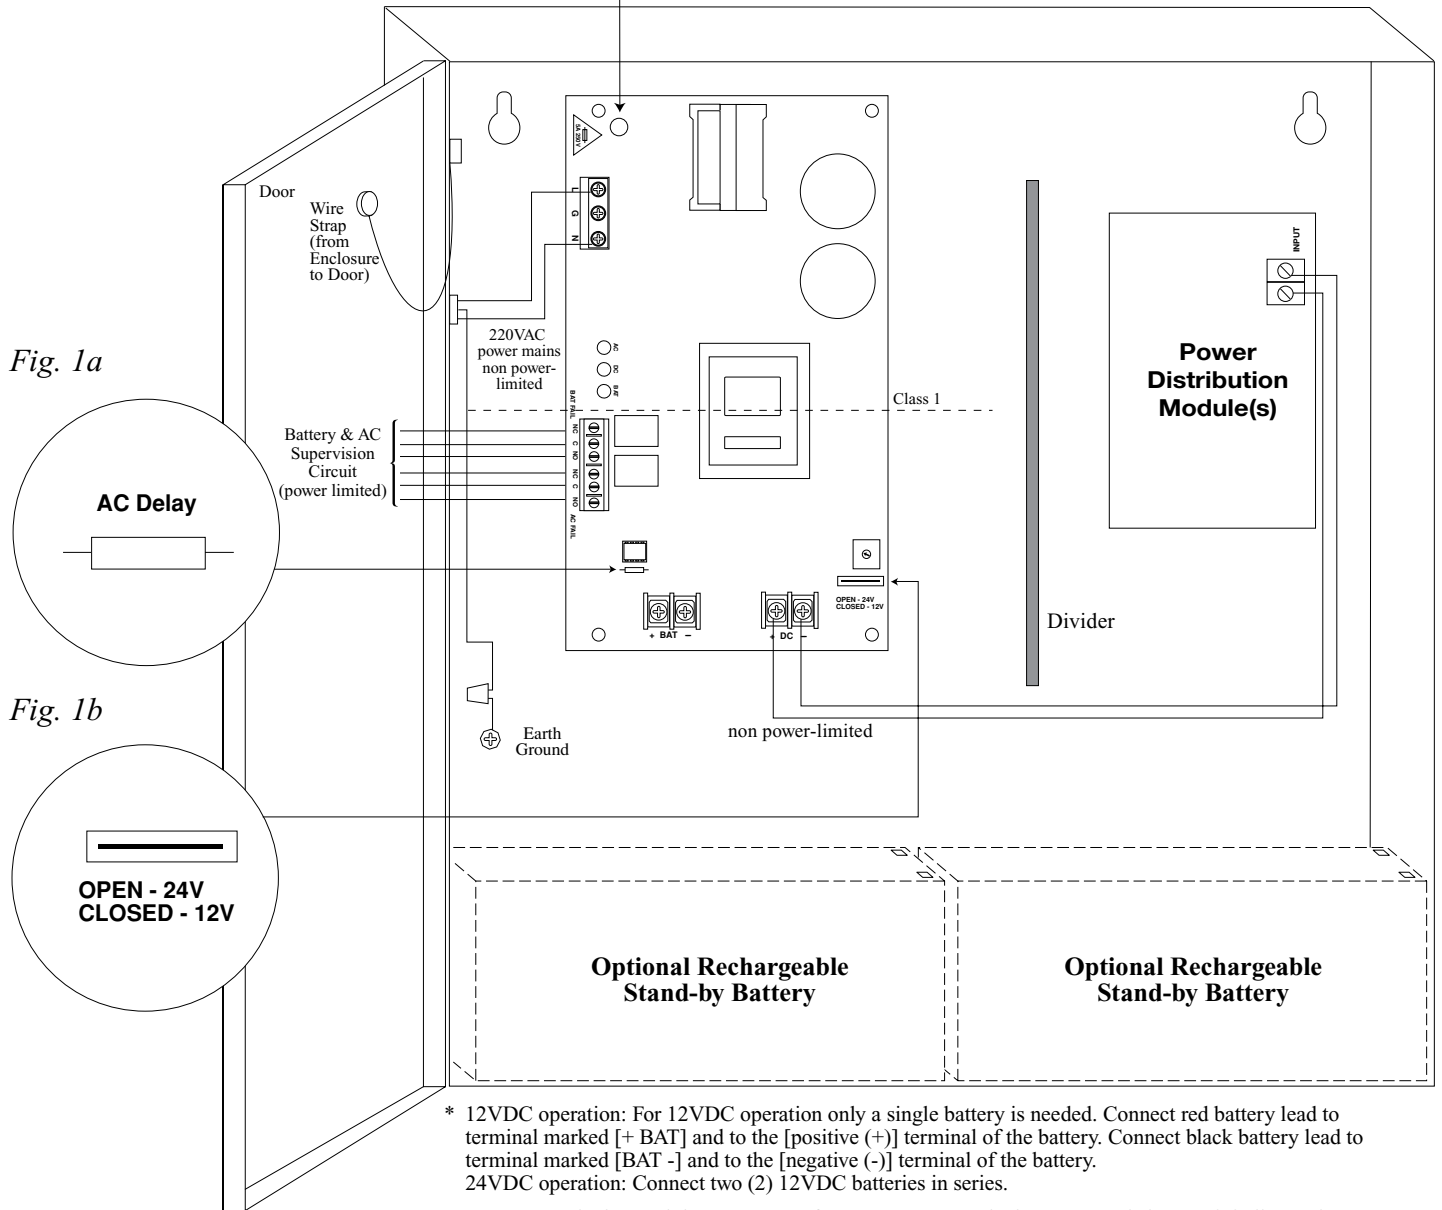 Door
Wire
Strap
(from
Enclosure
to Door)
5A 250V
L
G
N
INPUT
220VAC
power mains
non power-
limited
AC
DC
BAT
Class 1
Power
Distribution
Module(s)
Fig. 1a
AC Delay
Battery & AC
Supervision
Circuit
(power limited)
BAT FAIL
NC
C
NO
NC
C
NO
AC FAIL
OPEN - 24V
CLOSED - 12V
+ BAT –
+ DC –
Divider
Fig. 1b
OPEN - 24V
CLOSED - 12V
Earth
Ground
non power-limited
Optional Rechargeable
Stand-by Battery
Optional Rechargeable
Stand-by Battery
* 12VDC operation: For 12VDC operation only a single battery is needed. Connect red battery lead to
terminal marked [+ BAT] and to the [positive (+)] terminal of the battery. Connect black battery lead to
terminal marked [BAT -] and to the [negative (-)] terminal of the battery.
24VDC operation: Connect two (2) 12VDC batteries in series.